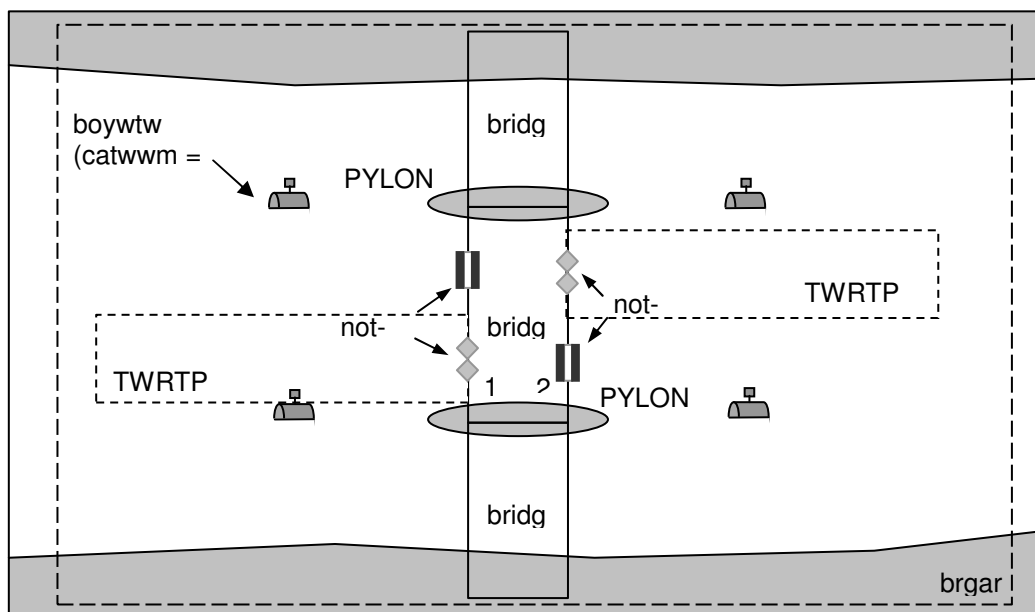 bridg
boywtw
(catwwm =
PYLON
TWRTP
not-
not-
bridg
TWRTP
1 2
PYLON
bridg
brgar